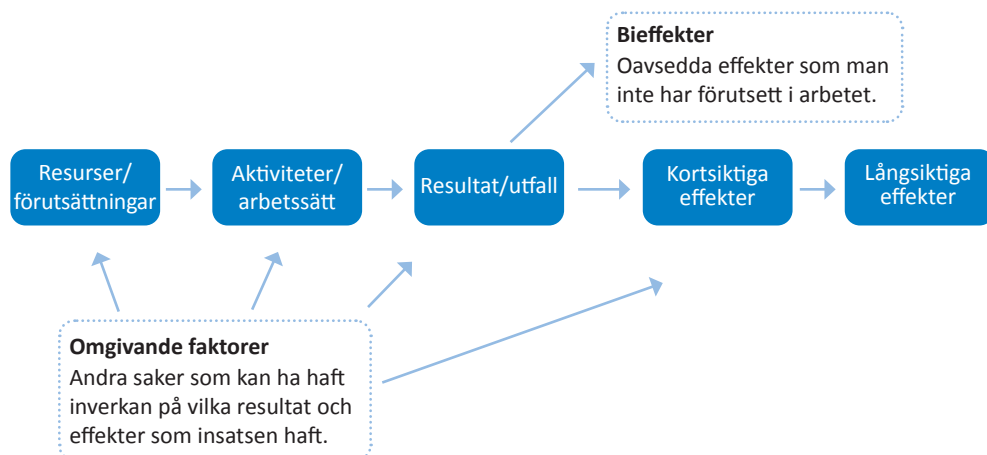 Bieffekter
Oavsedda effekter som man
inte har förutsett i arbetet.
Resurser/
förutsättningar
Aktiviteter/
arbetssätt
Resultat/utfall
Kortsiktiga
effekter
Långsiktiga
effekter
Omgivande faktorer
Andra saker som kan ha haft
inverkan på vilka resultat och
effekter som insatsen haft.